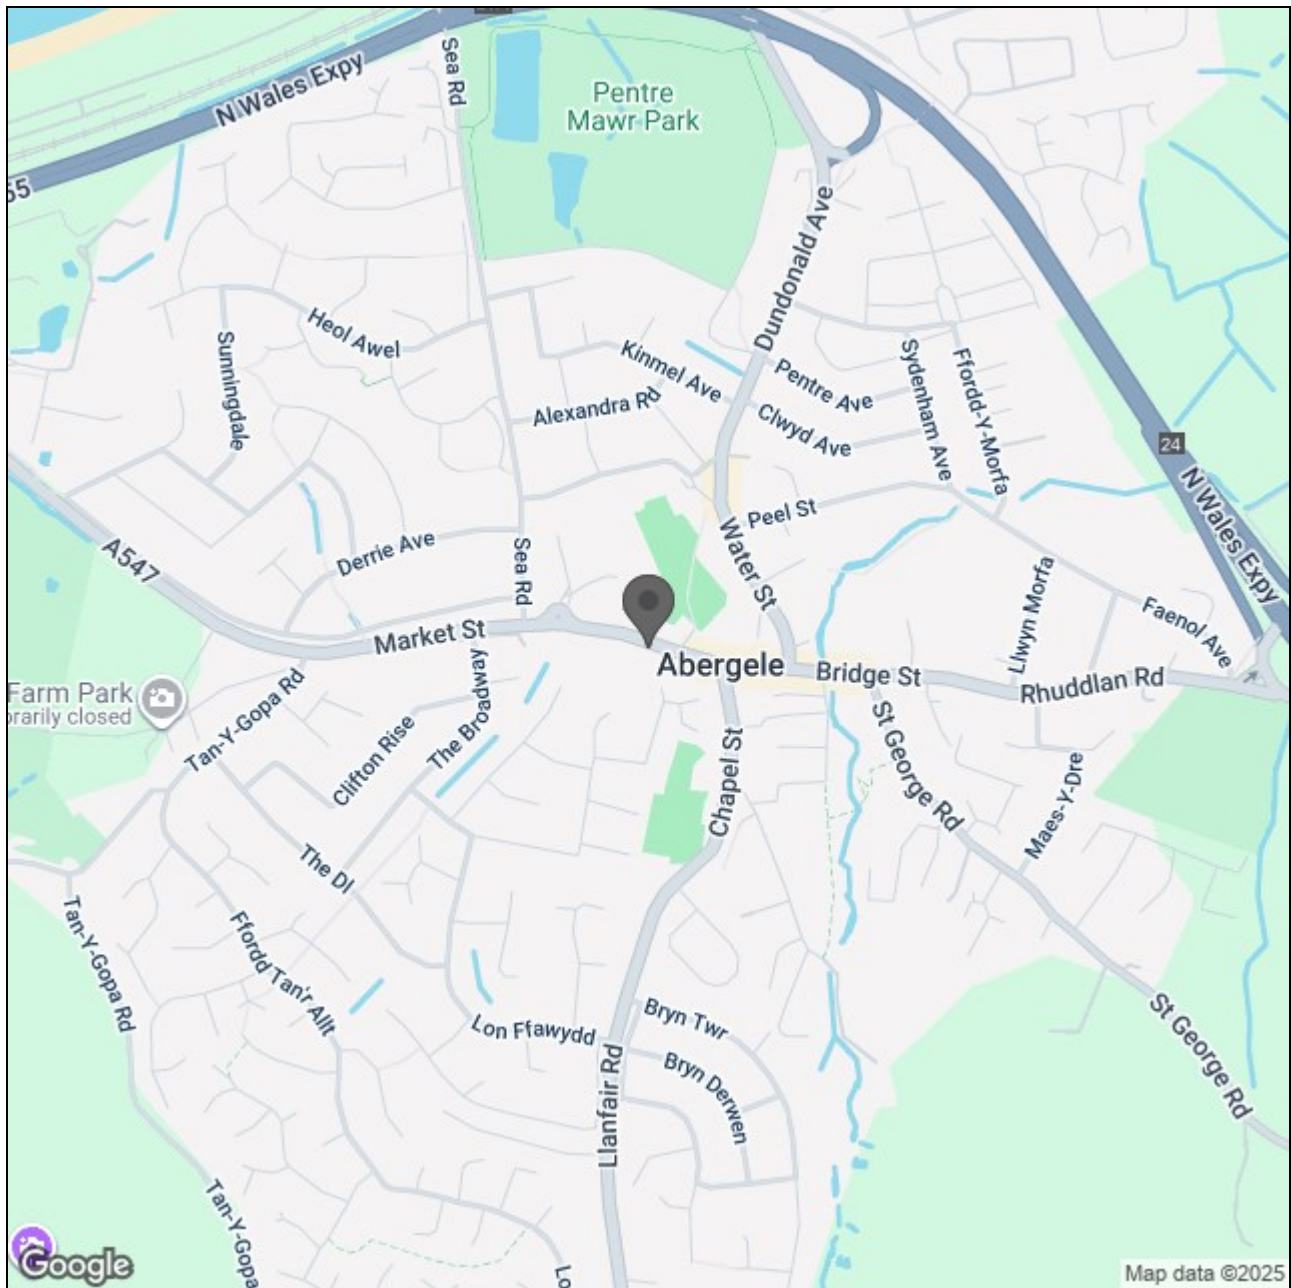 N Wales Expy
Sea Rd
Pentre
Mawr Park
55
Dundonald Ave
Heol Awel
Sunningdale
Kinmel Ave
Pentre Ave
Sydenham Ave
Ffordd-Y-Morfa
Alexandra Rd
Clwyd Ave
24
N Wales Expy
Peel St
A547
Derrie Ave
Sea Rd
Water St
Llwyn Morfa
Faenol Ave
Market St
Abergele
Bridge St
Rhuddlan Rd
Farm Park
orarily closed
Tan-Y-Gopa Rd
Clifton Rise
The Broadway
Chapel St
St George Rd
Maes-Y-Dre
The Dl
Tan-Y-Gopa Rd
Ffordd Tan'r Allt
Lon Ffawydd
Bryn Twr
Bryn Derwen
St George Rd
Llanfair Rd
Tan-Y-Gopa
Lo
Google
Map data ©2025